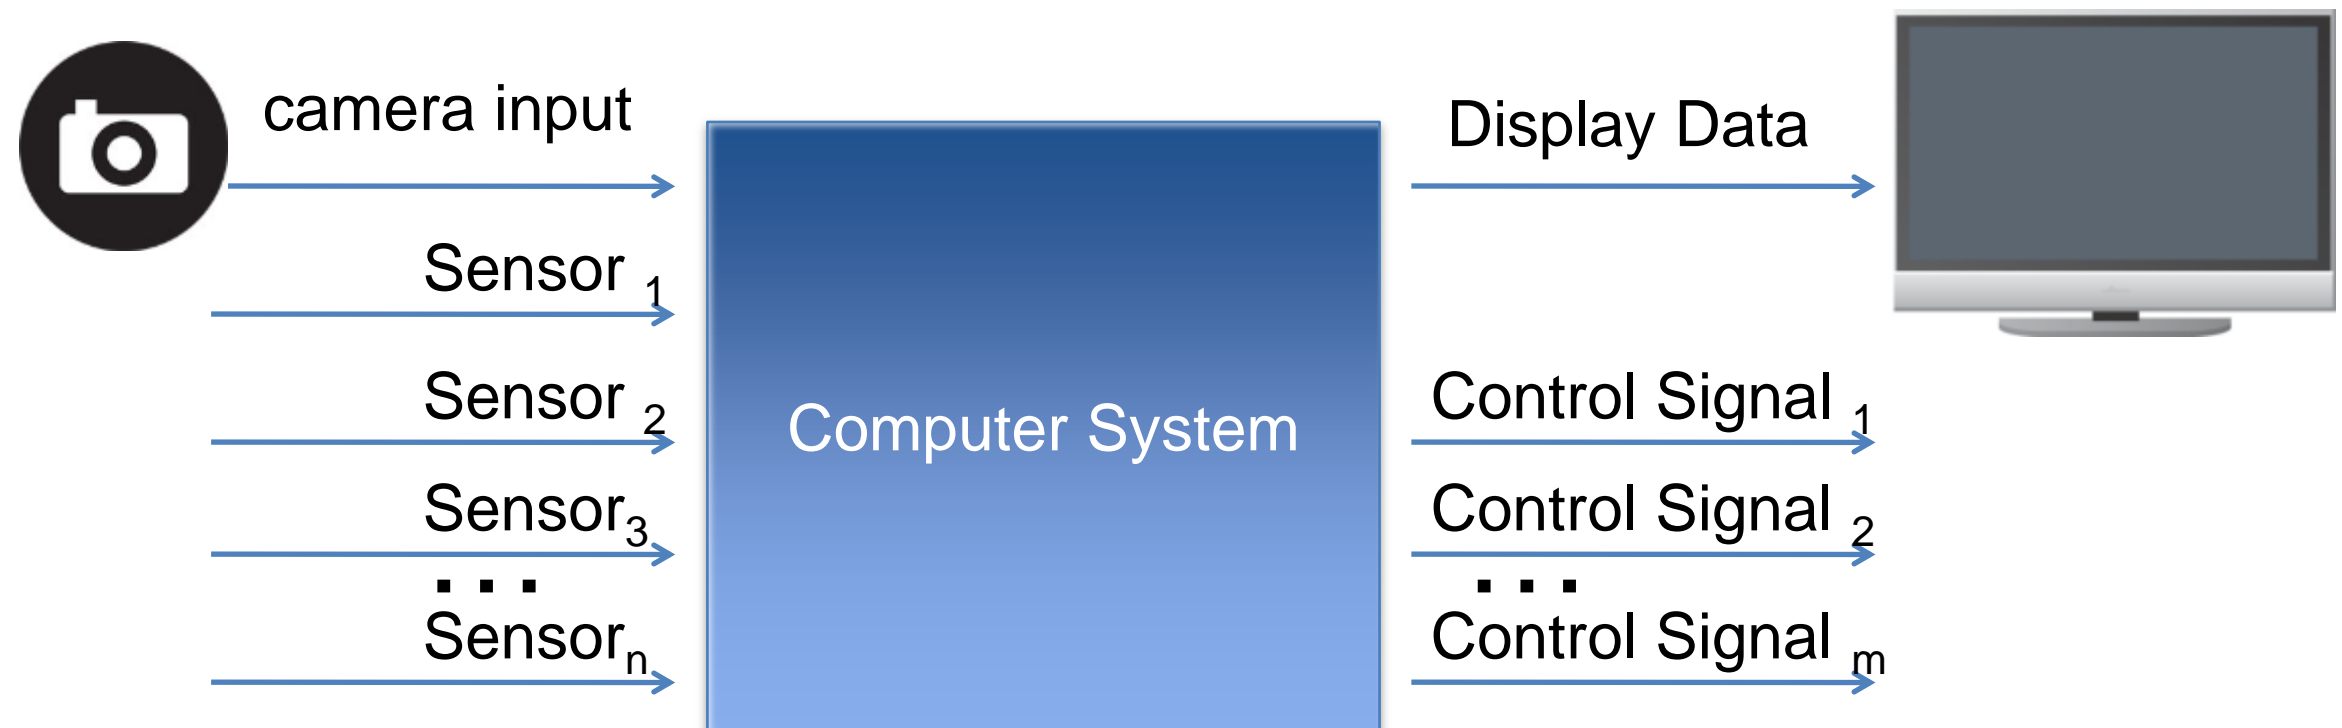 camera input
Sensor 1
Sensor 2
Sensor3
...
Sensorn
Computer System
Display Data
Control Signal 1
Control Signal 2
...
Control Signal m